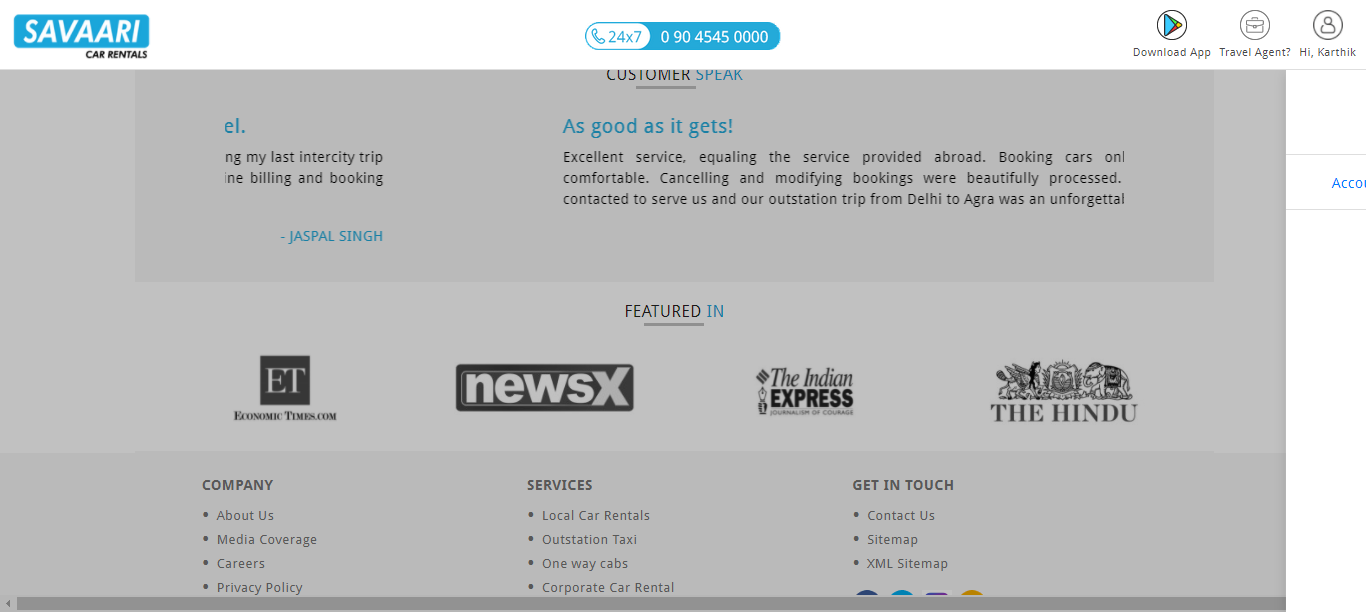 SAVAARI
CAR RENTALS
24x7 0 90 4545 0000
Download App
Travel Agent?
Hi, Karthik
CUSTOMER SPEAK
el.
ng my last intercity trip
ine billing and booking
- JASPAL SINGH
As good as it gets!
Excellent service, equaling the service provided abroad. Booking cars onl
comfortable. Cancelling and modifying bookings were beautifully processed.
contacted to serve us and our outstation trip from Delhi to Agra was an unforgettal
Accou
FEATURED IN
ET
ECONOMIC TIMES.COM
newsX
The Indian
EXPRESS
JOURNALISM OF COURAGE
THE HINDU
COMPANY
• About Us
• Media Coverage
• Careers
• Privacy Policy
SERVICES
• Local Car Rentals
• Outstation Taxi
• One way cabs
• Corporate Car Rental
GET IN TOUCH
• Contact Us
• Sitemap
• XML Sitemap